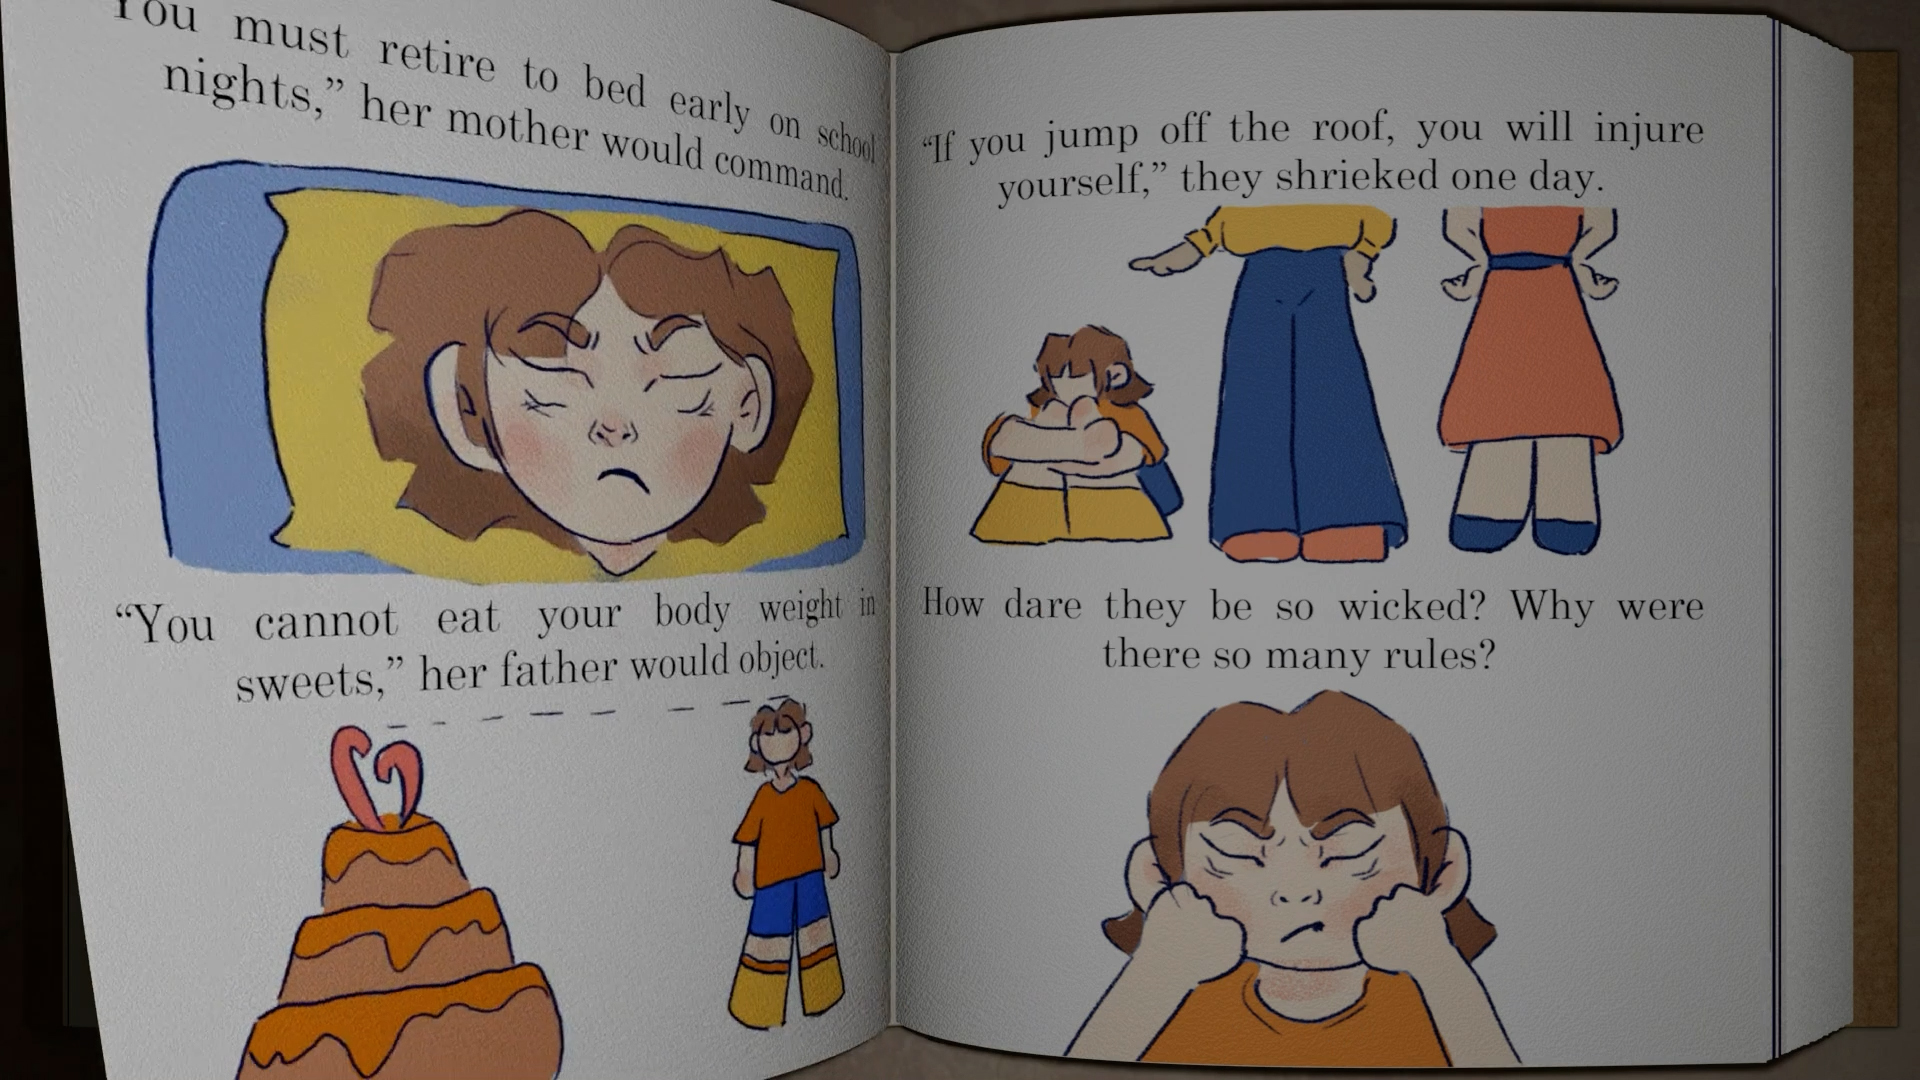 You must retire to bed early on school
nights,” her mother would command.
“You cannot eat your body weight in
sweets,” her father would object.
“If you jump off the roof, you will injure
yourself,” they shrieked one day.
How dare they be so wicked? Why were
there so many rules?